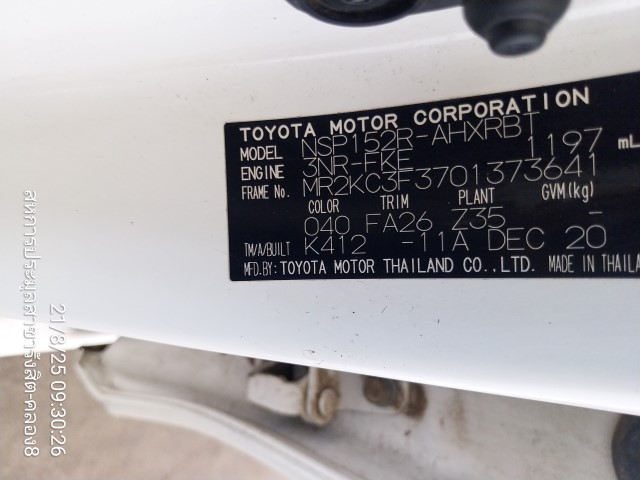 TOYOTA MOTOR CORPORATION
MODEL NSP152R-AHXRBT
ENGINE 3NR-FKE 1197 mL
FRAME No. MR2KC3F3701373641
COLOR TRIM PLANT GVM(kg)
040 FA26 Z35 -
TM/A/BUILT K412 -11A DEC 20
MFD.BY: TOYOTA MOTOR THAILAND CO.,LTD. MADE IN THAILA
21/8/25 09:30:26